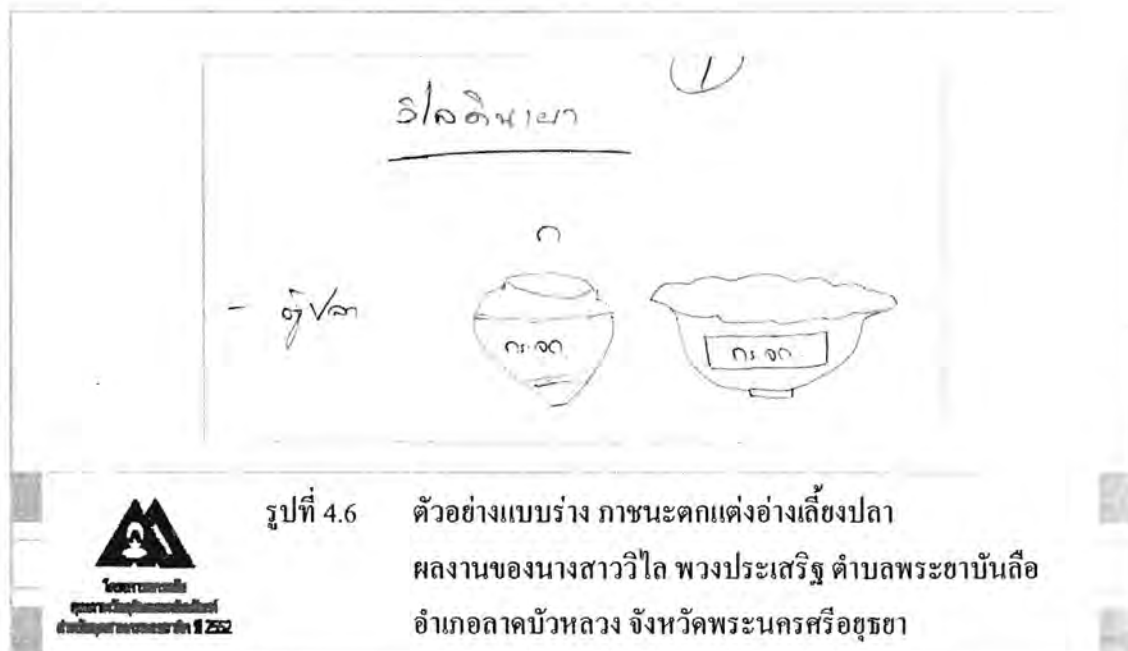 1
วิไลดินเผา
ก
- ตู้ปลา
กระจก
กระจก
รูปที่ 4.6 ตัวอย่างแบบร่าง ภาชนะตกแต่งอ่างเลี้ยงปลา
ผลงานของนางสาววิไล พวงประเสริฐ ตำบลพระยาบันลือ
อำเภอลาดบัวหลวง จังหวัดพระนครศรีอยุธยา
ปี 2552